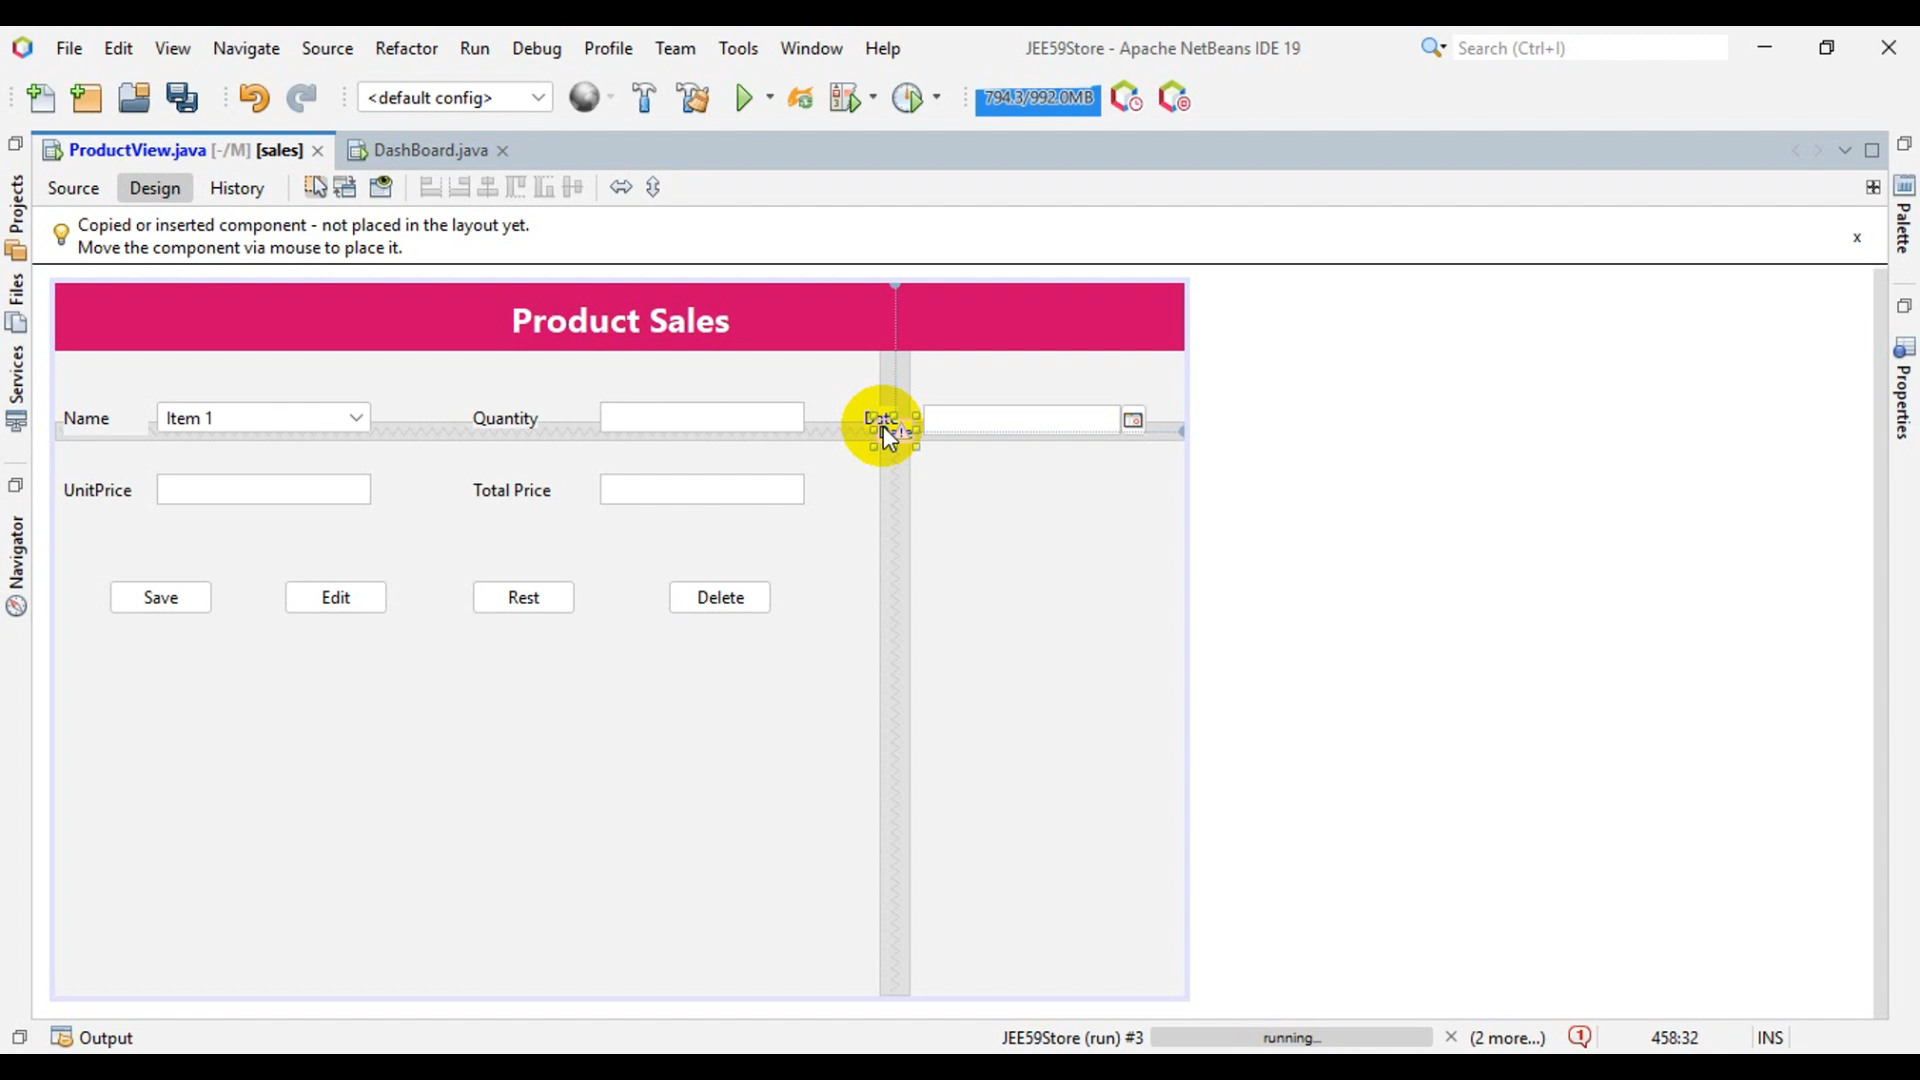 File Edit View Navigate Source Refactor Run Debug Profile Team Tools Window Help JEE59Store - Apache NetBeans IDE 19 Search (Ctrl+I)
<default config> 794.3/992.0MB
ProductView.java [-/M] [sales] DashBoard.java
Source Design History
Copied or inserted component - not placed in the layout yet.
Move the component via mouse to place it.
x
Projects
Files
Services
Navigator
Palette
Properties
Product Sales
Name Item 1 Quantity Date
UnitPrice Total Price
Save Edit Rest Delete
Output JEE59Store (run) #3 running... (2 more...) 1 458:32 INS